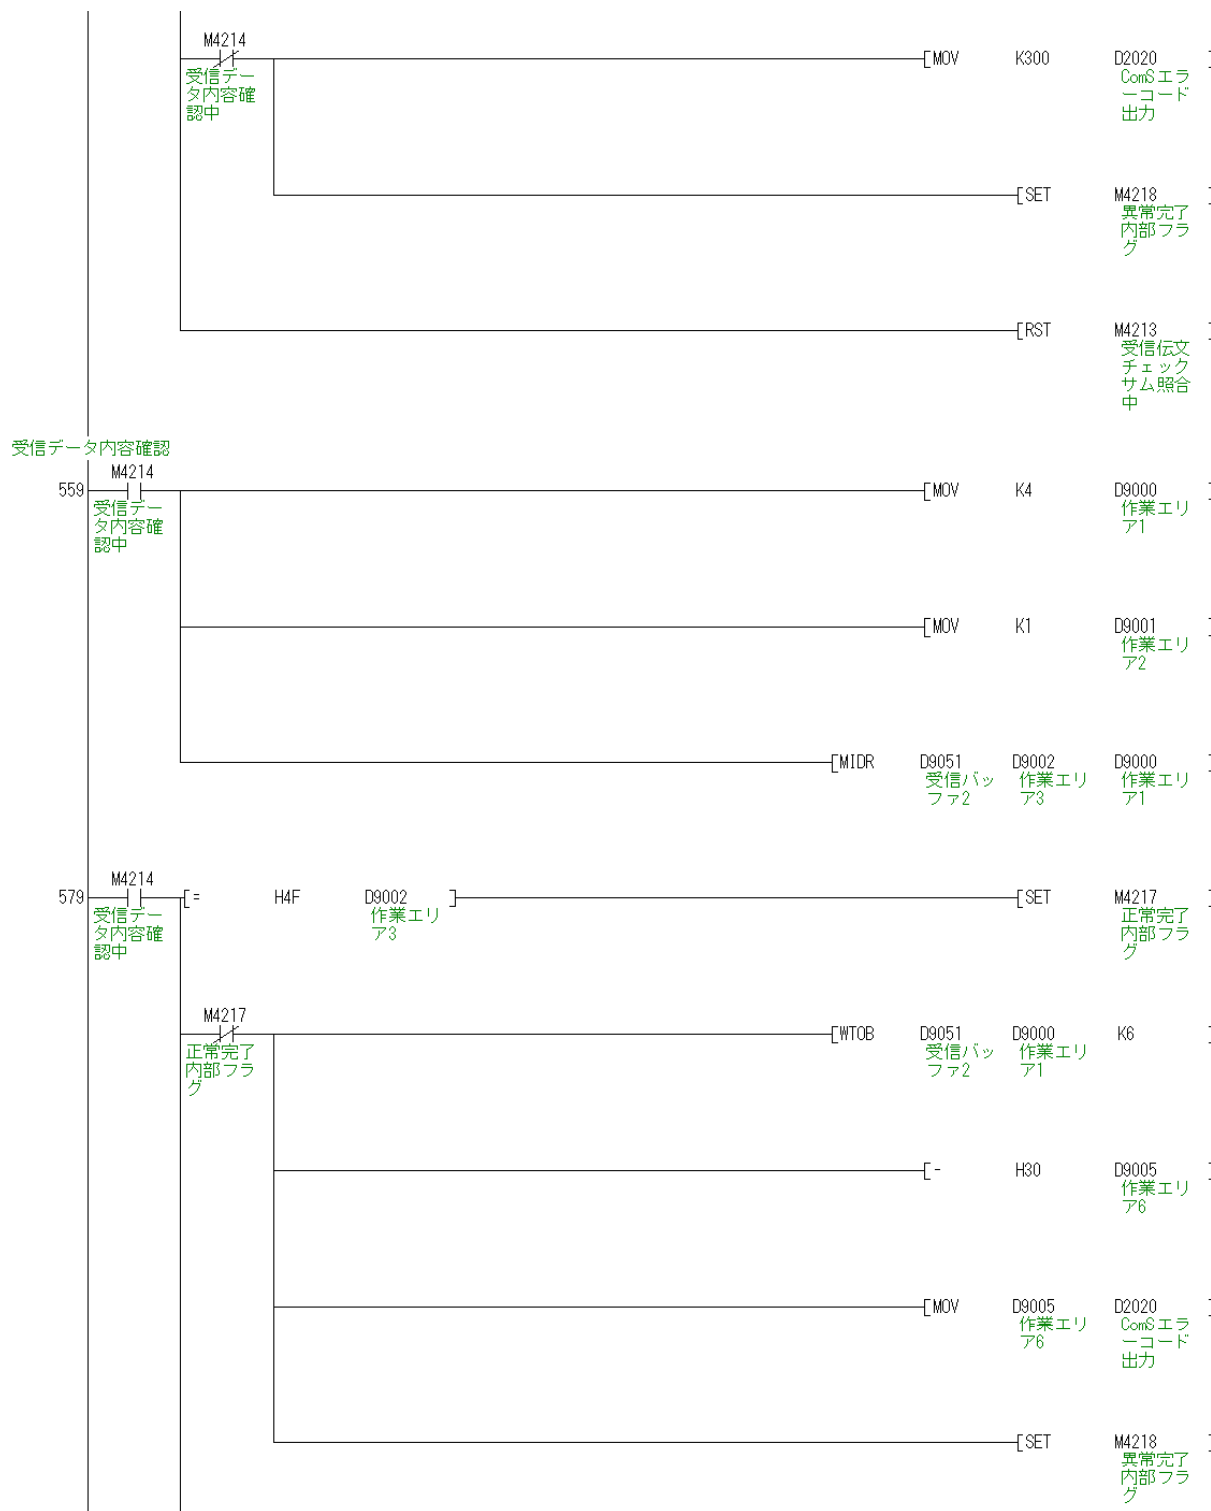 M4214
[MOV K300 D2020 ]
受信デー
タ内容確
認中
ComSエラ
ーコード
出力
[SET M4218 ]
異常完了
内部フラ
グ
[RST M4213 ]
受信伝文
チェック
サム照合
中
受信データ内容確認
M4214
559 [MOV K4 D9000 ]
受信デー
タ内容確
認中
作業エリ
ア1
[MOV K1 D9001 ]
作業エリ
ア2
[MIDR D9051 D9002 D9000 ]
受信バッ
ファ2
作業エリ
ア3
作業エリ
ア1
M4214
579 [= H4F D9002 ] [SET M4217 ]
受信デー
タ内容確
認中
作業エリ
ア3
正常完了
内部フラ
グ
M4217
[WTOB D9051 D9000 K6 ]
正常完了
内部フラ
グ
受信バッ
ファ2
作業エリ
ア1
[- H30 D9005 ]
作業エリ
ア6
[MOV D9005 D2020 ]
作業エリ
ア6
ComSエラ
ーコード
出力
[SET M4218 ]
異常完了
内部フラ
グ